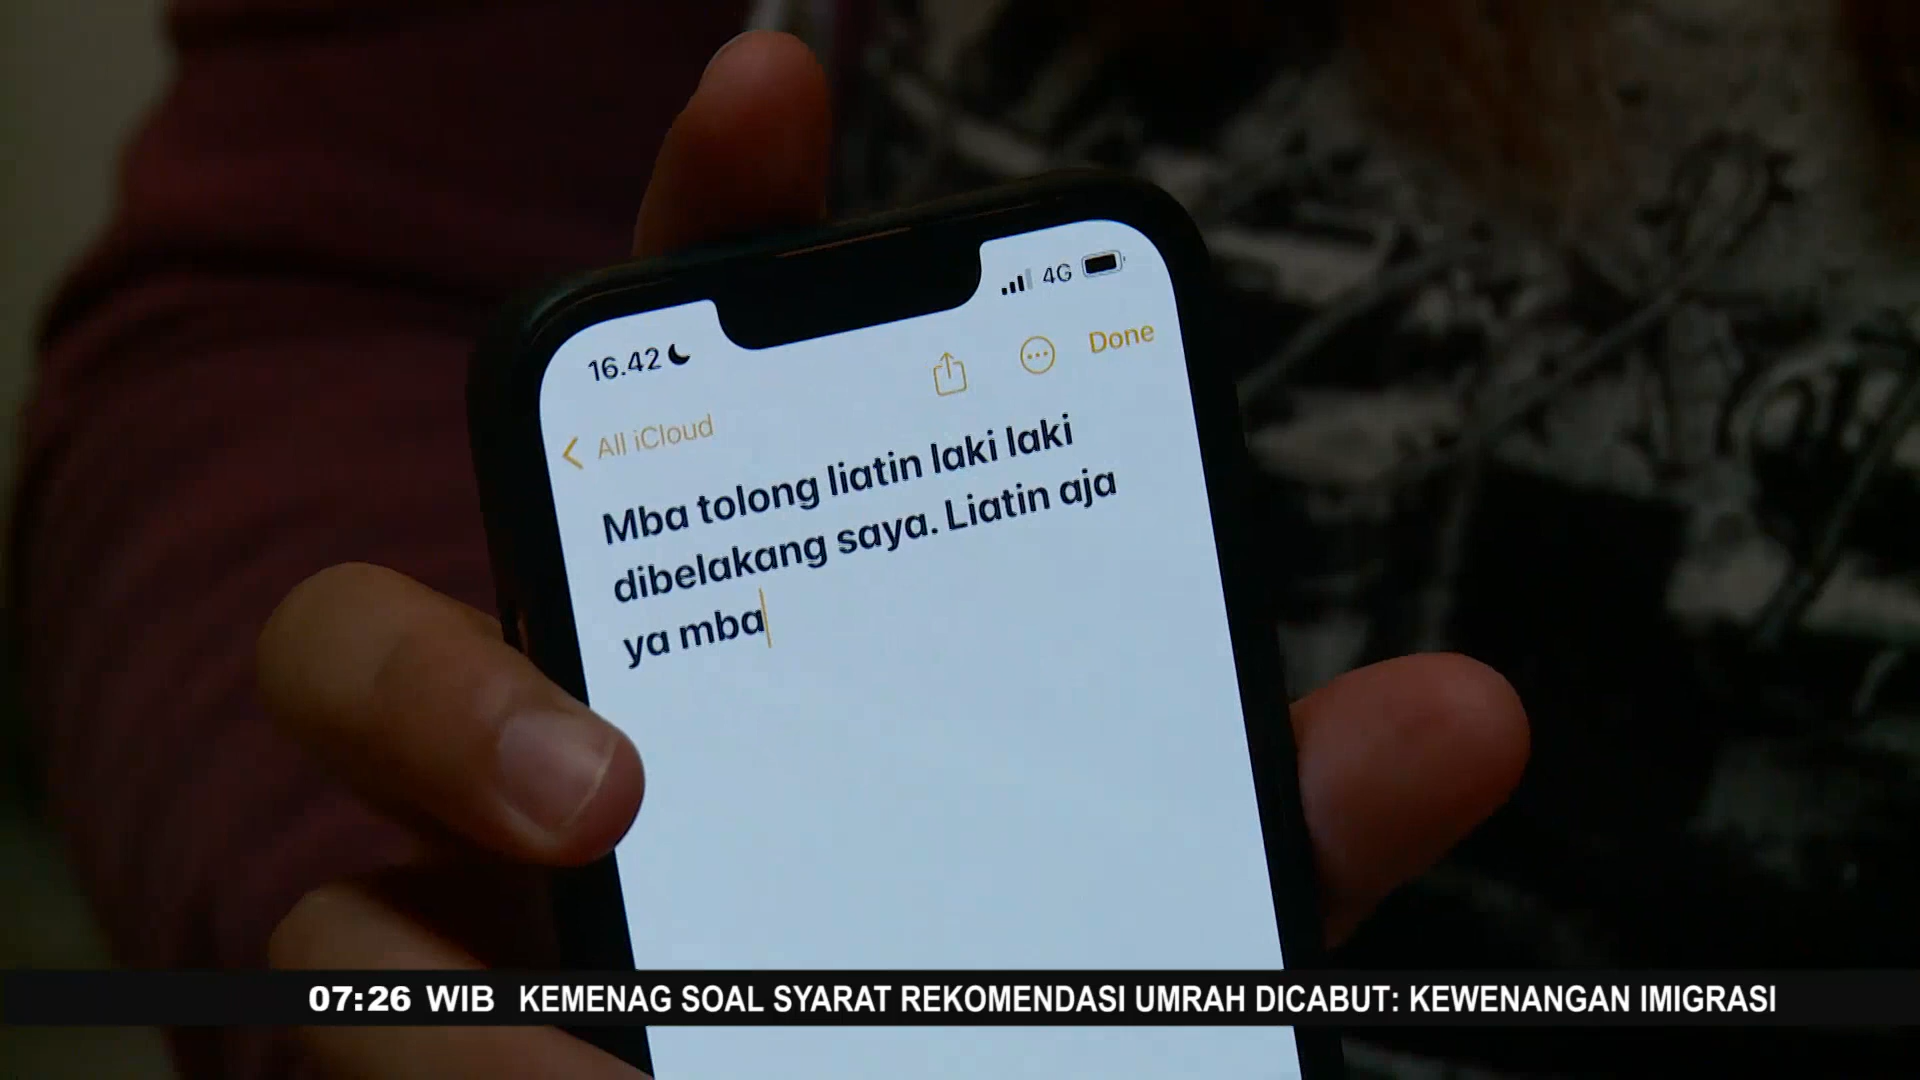 16.42
4G
Done
All iCloud
Mba tolong liatin laki laki
dibelakang saya. Liatin aja
ya mba
07:26 WIB KEMENAG SOAL SYARAT REKOMENDASI UMRAH DICABUT: KEWENANGAN IMIGRASI